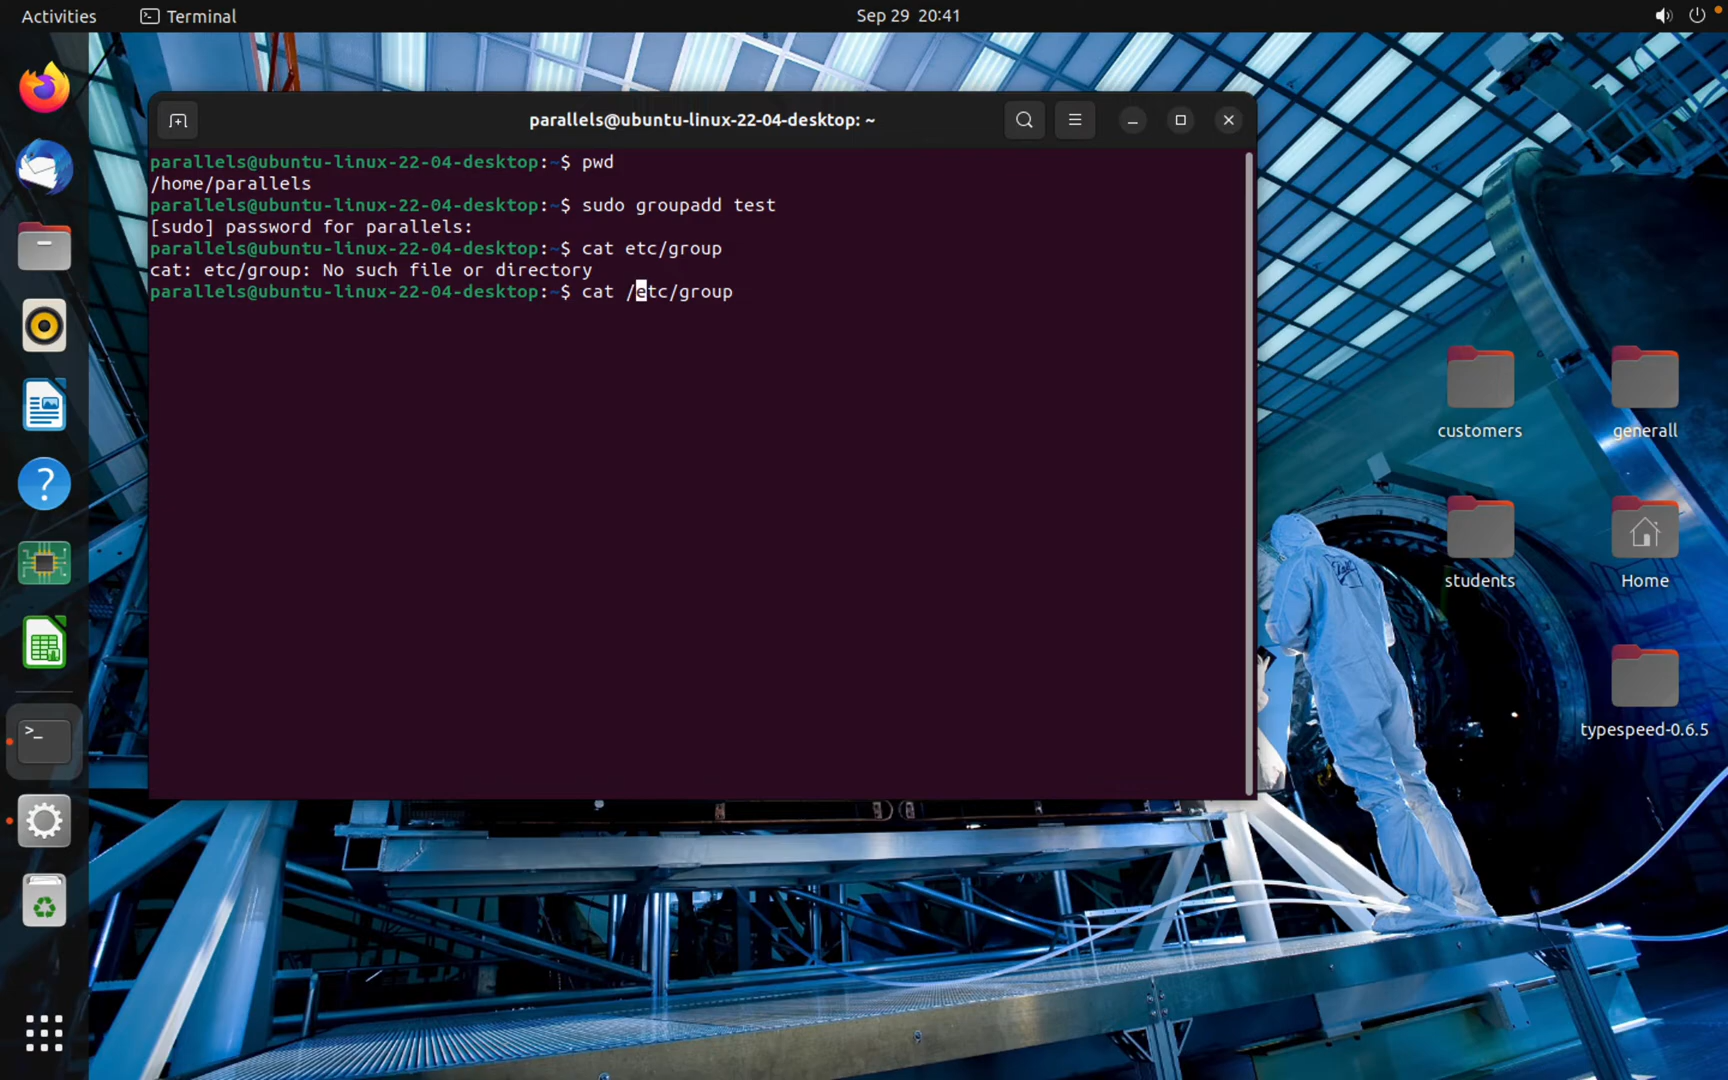 Activities
Terminal
Sep 29 20:41
parallels@ubuntu-linux-22-04-desktop: ~
parallels@ubuntu-linux-22-04-desktop:~$ pwd
/home/parallels
parallels@ubuntu-linux-22-04-desktop:~$ sudo groupadd test
[sudo] password for parallels:
parallels@ubuntu-linux-22-04-desktop:~$ cat etc/group
cat: etc/group: No such file or directory
parallels@ubuntu-linux-22-04-desktop:~$ cat /etc/group
customers
generall
students
Home
typespeed-0.6.5